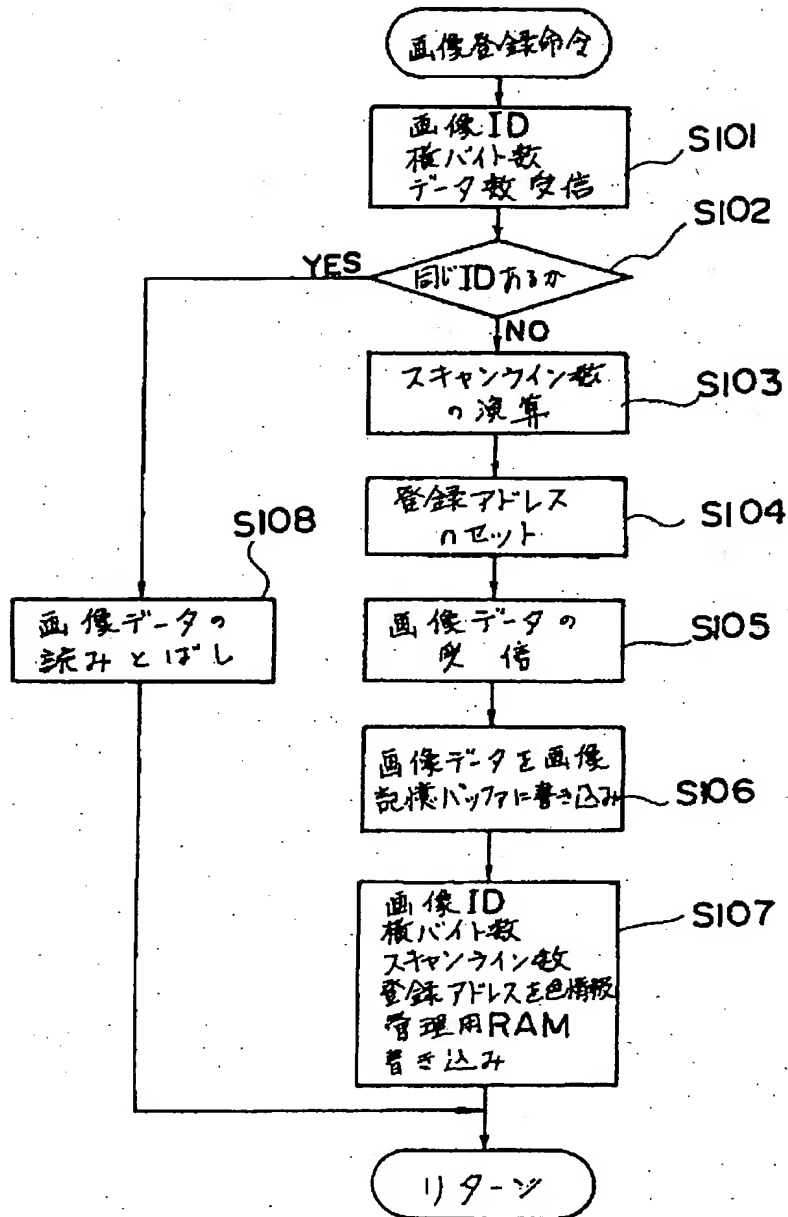 画像登録命令
画像ID
横バイト数
データ数受信
S101
S102
同じIDあるか
YES
NO
スキャンライン数
の演算
S103
登録アドレス
のセット
S104
S108
画像データの
読みとばし
画像データの
受信
S105
画像データを画像
記憶バッファに書き込み
S106
画像ID
横バイト数
スキャンライン数
登録アドレスを色情報
管理用RAM
書き込み
S107
リターン